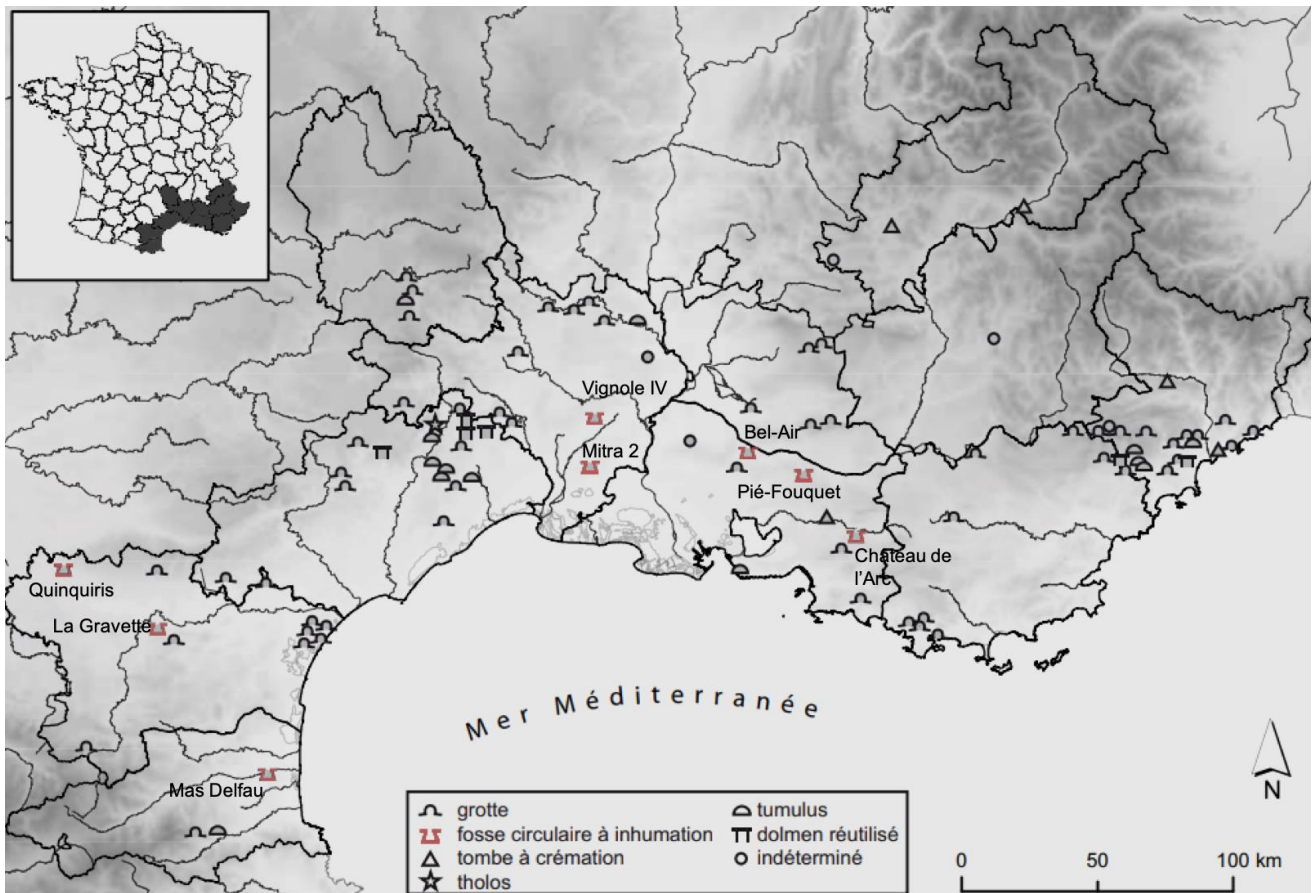 Vignole IV
Mitra 2
Bel-Air
Pié-Fouquet
Château de
l'Arc
Quinquiris
La Gravette
Mas Delfau
Mer Méditerranée
N
grotte
fosse circulaire à inhumation
tombe à crémation
tholos
tumulus
dolmen réutilisé
indéterminé
0 50 100 km